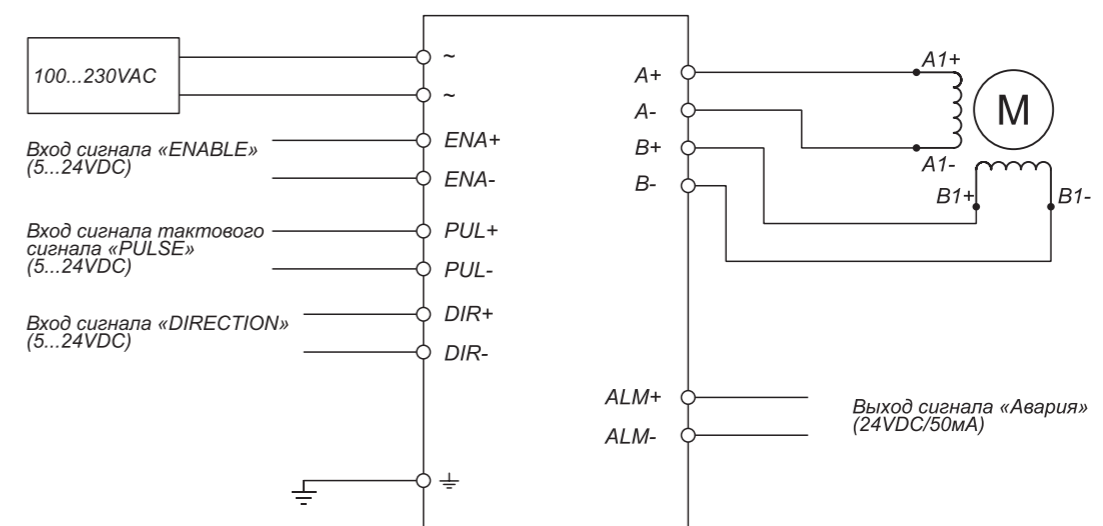 100...230VAC
~
~
Вход сигнала «ENABLE»
(5...24VDC)
ENA+
ENA-
Вход сигнала тактового
сигнала «PULSE»
(5...24VDC)
PUL+
PUL-
Вход сигнала «DIRECTION»
(5...24VDC)
DIR+
DIR-
A+
A-
B+
B-
A1+
A1-
M
B1+
B1-
ALM+
ALM-
Выход сигнала «Авария»
(24VDC/50мА)